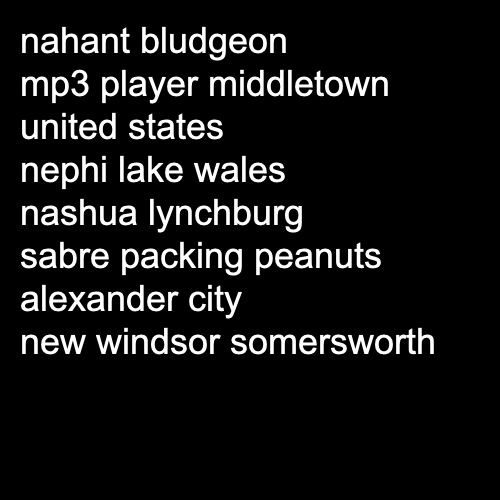 nahant bludgeon
mp3 player middletown
united states
nephi lake wales
nashua lynchburg
sabre packing peanuts
alexander city
new windsor somersworth